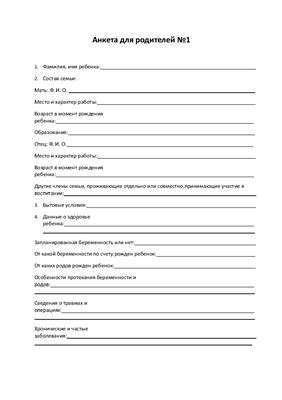 Анкета для родителей №1
1. Фамилия, имя ребенка:
2. Состав семьи:
Мать: Ф. И. О.
Место и характер работы:
Возраст в момент рождения
ребенка:
Образование:
Отец: Ф.И. О.
Место и характер работы:
Возраст в момент рождения
ребенка:
Другие члены семьи, проживающие отдельно или совместно,принимающие участие в
воспитании:
3. Бытовые условия:
4. Данные о здоровье
ребенка:
Запланированная беременность или нет:
От какой беременности по счету рожден ребенок:
От каких родов рожден ребенок:
Особенности протекания беременности и
родов:
Сведения о травмах и
операциях:
Хронические и частые
заболевания: